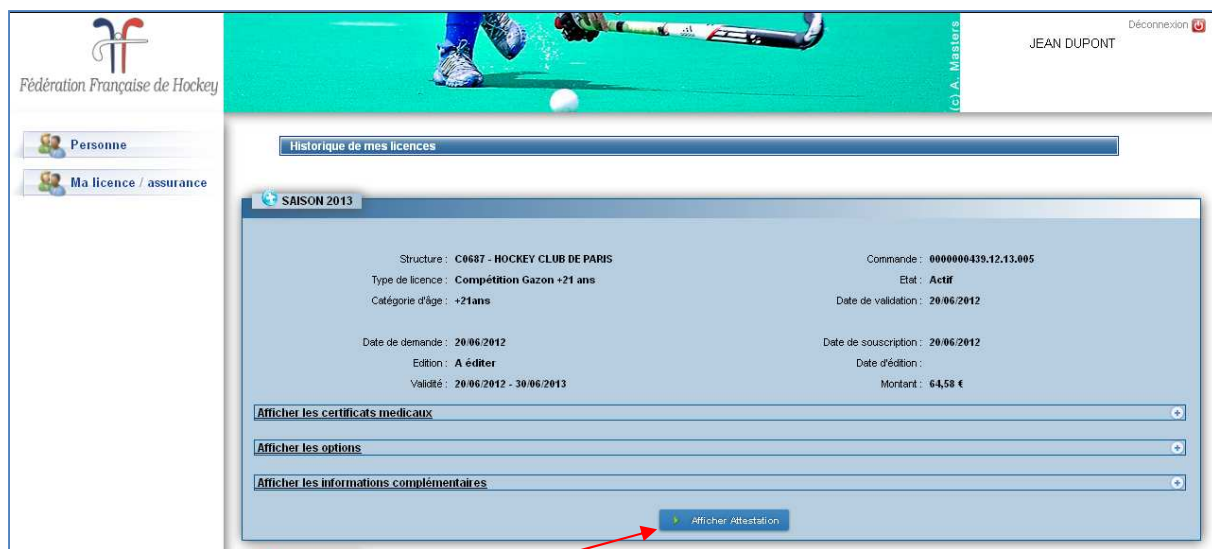 Fédération Française de Hockey
(c) A. Masters
Déconnexion
JEAN DUPONT
Personne
Ma licence / assurance
Historique de mes licences
SAISON 2013
Structure : C0687 - HOCKEY CLUB DE PARIS
Commande : 0000000439.12.13.005
Type de licence : Compétition Gazon +21 ans
Etat : Actif
Catégorie d'âge : +21ans
Date de validation : 20/06/2012
Date de demande : 20/06/2012
Date de souscription : 20/06/2012
Edition : A éditer
Date d'édition :
Validité : 20/06/2012 - 30/06/2013
Montant : 64,58 €
Afficher les certificats medicaux
Afficher les options
Afficher les informations complémentaires
Afficher Attestation